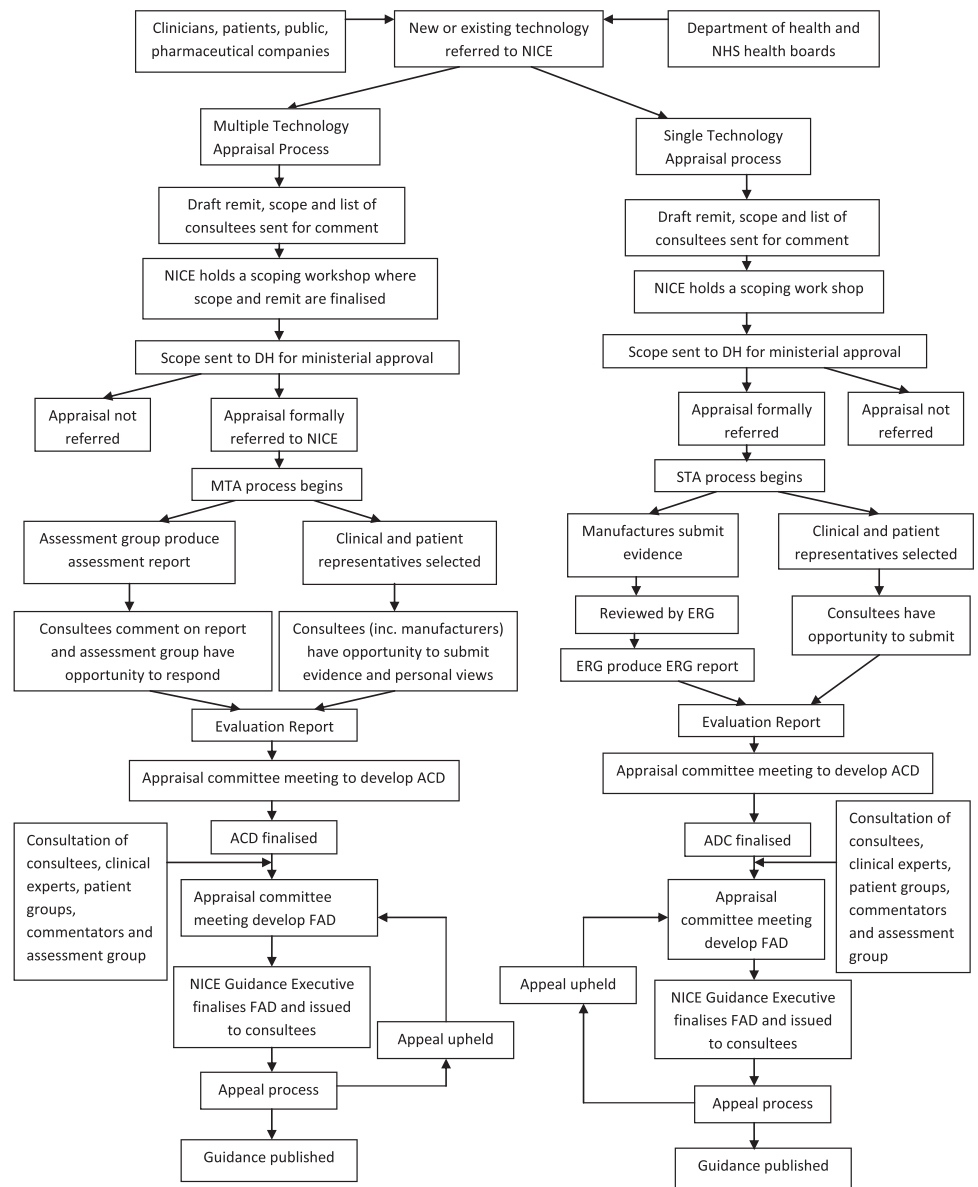 Clinicians, patients, public,
pharmaceutical companies
New or existing technology
referred to NICE
Department of health and
NHS health boards
Multiple Technology
Appraisal Process
Draft remit, scope and list of
consultees sent for comment
NICE holds a scoping workshop where
scope and remit are finalised
Scope sent to DH for ministerial approval
Appraisal not
referred
Appraisal formally
referred to NICE
MTA process begins
Assessment group produce
assessment report
Clinical and patient
representatives selected
Consultees comment on report
and assessment group have
opportunity to respond
Consultees (inc. manufacturers)
have opportunity to submit
evidence and personal views
Evaluation Report
Appraisal committee meeting to develop ACD
ACD finalised
Consultation of
consultees, clinical
experts, patient
groups,
commentators and
assessment group
Appraisal committee
meeting develop FAD
NICE Guidance Executive
finalises FAD and issued
to consultees
Appeal upheld
Appeal process
Guidance published
Single Technology
Appraisal process
Draft remit, scope and list of
consultees sent for comment
NICE holds a scoping work shop
Scope sent to DH for ministerial approval
Appraisal formally
referred
Appraisal not
referred
STA process begins
Manufactures submit
evidence
Clinical and patient
representatives selected
Reviewed by ERG
Consultees have
opportunity to submit
ERG produce ERG report
Evaluation Report
Appraisal committee meeting to develop ACD
ADC finalised
Consultation of
consultees,
clinical experts,
patient groups,
commentators
and assessment
group
Appraisal
committee meeting
develop FAD
Appeal upheld
NICE Guidance Executive
finalises FAD and issued
to consultees
Appeal process
Guidance published